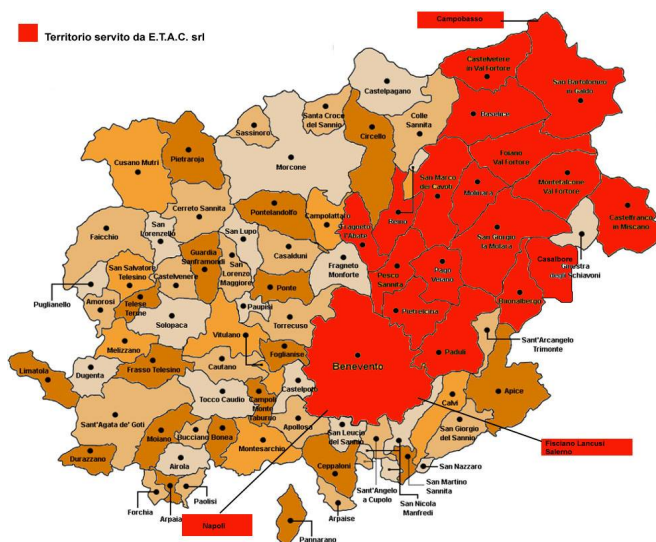 Campobasso
Territorio servito da E.T.A.C. srl
Castelvetere
in Val Fortore
San Bartolomeo
in Galdo
Castelpagano
Baselice
Santa Croce
del Sannio
Colle
Sannita
Sassinoro
Circello
Foiano
Val Fortore
Cusano Mutri
Pietraroja
Morcone
San Marco
dei Cavoti
Molinara
Montefalcone
Val Fortore
Cerreto Sannita
Pontelandolfo
Campolattaro
Reino
Castelfranco
in Miscano
San
Lorenzello
San Lupo
Fragneto
l'Abate
San Giorgio
la Molara
Faicchio
Guardia
Sanframondi
Casalduni
Casalbore
Ginestra
degli Schiavoni
San Salvatore
Telesino
Castelvenere
San
Lorenzo
Maggiore
Fragneto
Monforte
Pesco
Sannita
Pago
Veiano
Puglianello
Amorosi
Telese
Terme
Ponte
Buonalbergo
Paupisi
Pietrelcina
Solopaca
Torrecuso
Vitulano
Sant'Arcangelo
Trimonte
Melizzano
Foglianise
Paduli
Limatola
Dugenta
Frasso Telesino
Cautano
Benevento
Castelpoto
Apice
Tocco Caudio
Campoli
Monte
Taburno
Calvi
Sant'Agata de' Goti
Apollosa
San Leucio
del Sannio
San Giorgio
del Sannio
Moiano
Bucciano
Bonea
Montesarchio
Fisciano Lancusi
Salerno
Durazzano
Airola
Ceppaloni
San Nazzaro
Sant'Angelo
a Cupolo
San Martino
Sannita
San Nicola
Manfredi
Forchia
Arpaia
Paolisi
Arpaise
Napoli
Pannarano